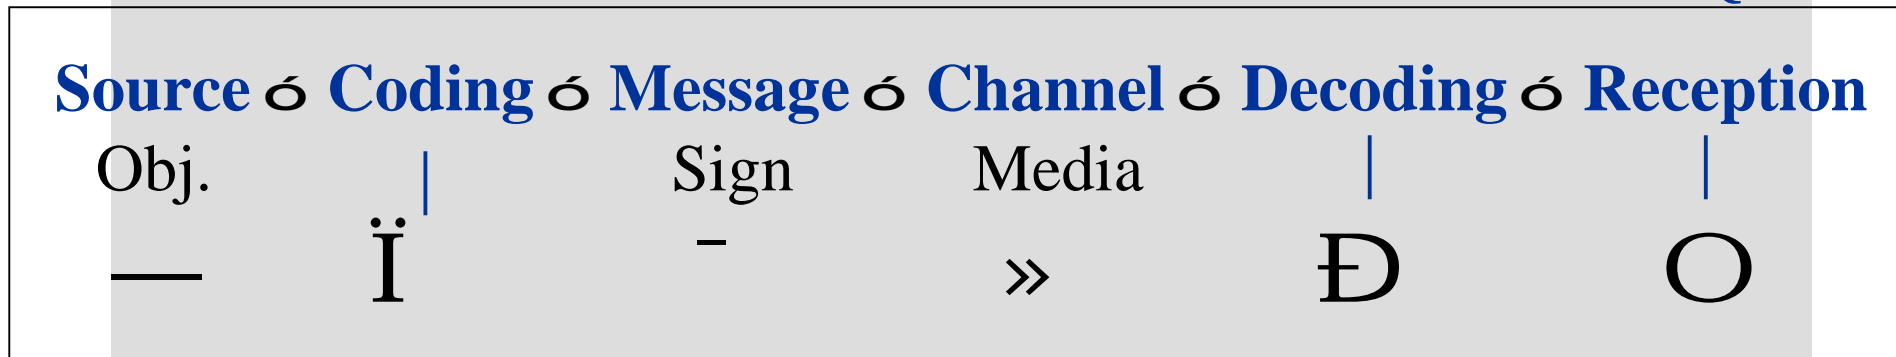 Source ó Coding ó Message ó Channel ó Decoding ó Reception
Obj. | Sign Media | |
— Ï ¯ » Ð O